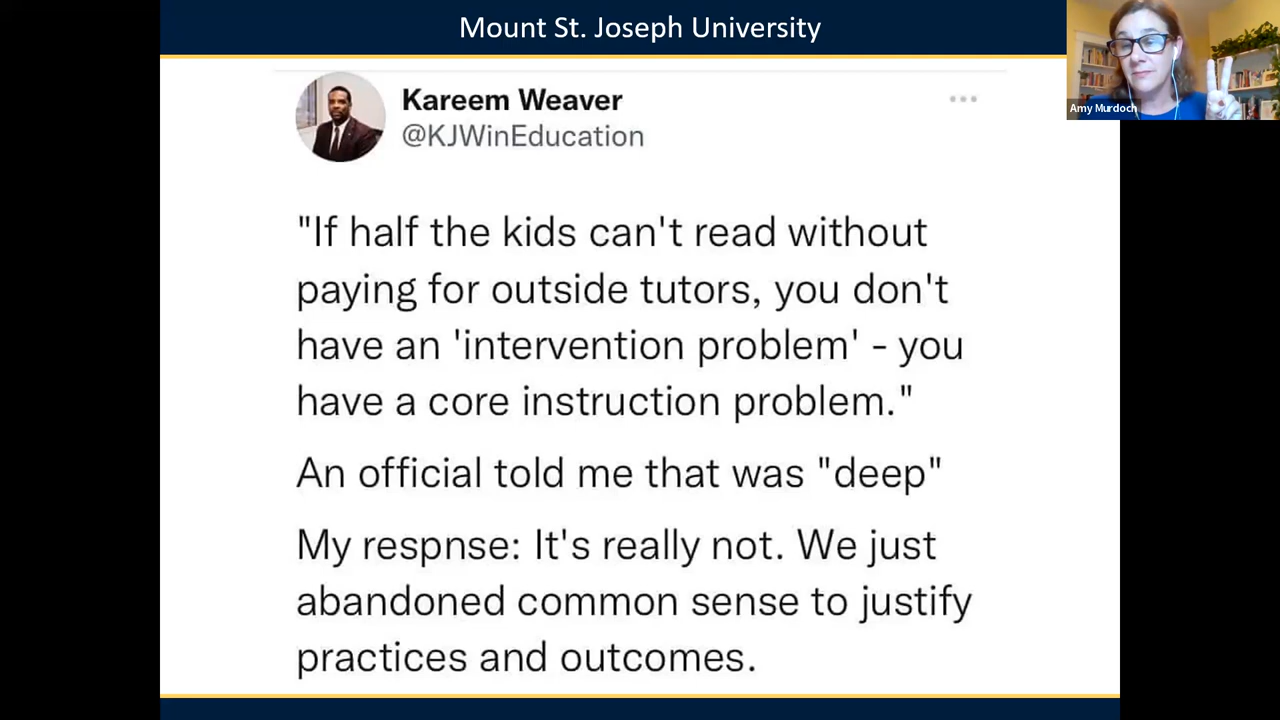 Mount St. Joseph University
Amy Murdoch
Kareem Weaver
@KJWinEducation
"If half the kids can't read without
paying for outside tutors, you don't
have an 'intervention problem' - you
have a core instruction problem."
An official told me that was "deep"
My respnse: It's really not. We just
abandoned common sense to justify
practices and outcomes.